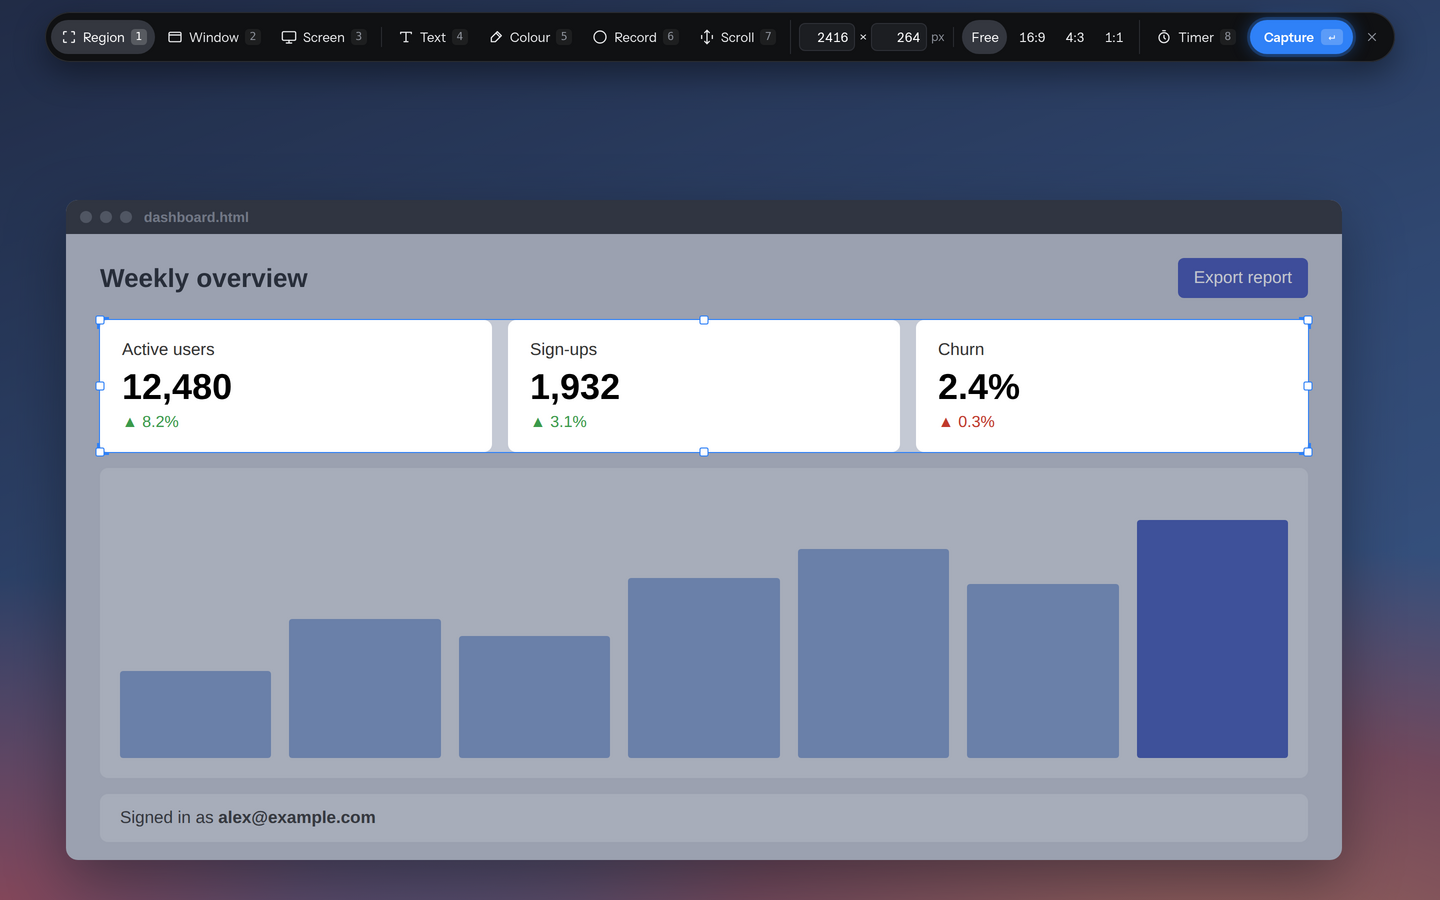 Region 1 Window 2 Screen 3 Text 4 Colour 5 Record 6 Scroll 7 2416 × 264 px Free 16:9 4:3 1:1 Timer 8 Capture ↵ ×
dashboard.html
Weekly overview
Export report
Active users
12,480
▲ 8.2%
Sign-ups
1,932
▲ 3.1%
Churn
2.4%
▲ 0.3%
Signed in as alex@example.com